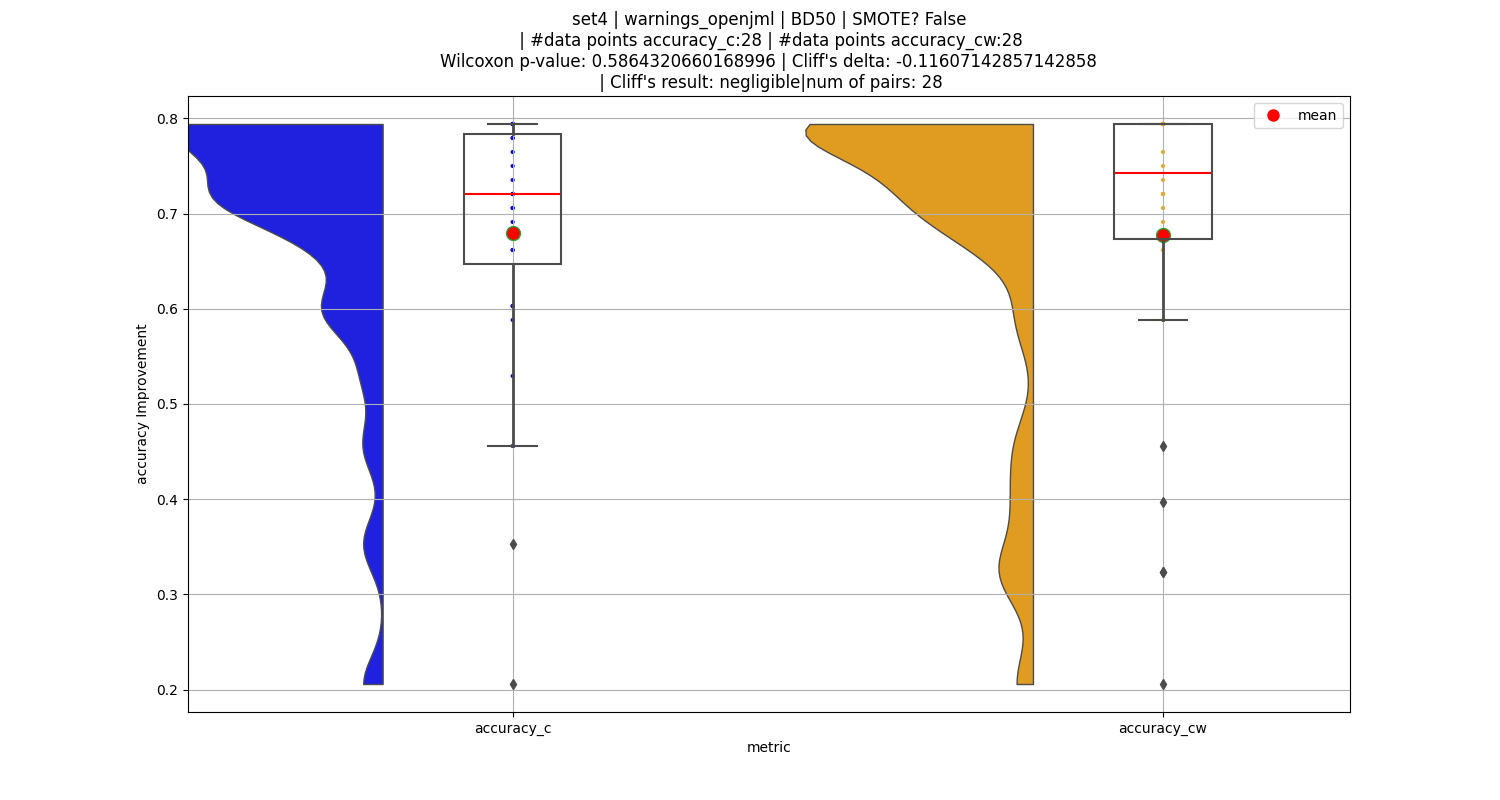 set4 | warnings_openjml | BD50 | SMOTE? False
| #data points accuracy_c:28 | #data points accuracy_cw:28
Wilcoxon p-value: 0.5864320660168996 | Cliff's delta: -0.11607142857142858
| Cliff's result: negligible|num of pairs: 28
mean
0.8
0.7
0.6
0.5
0.4
0.3
0.2
accuracy Improvement
accuracy_c
accuracy_cw
metric